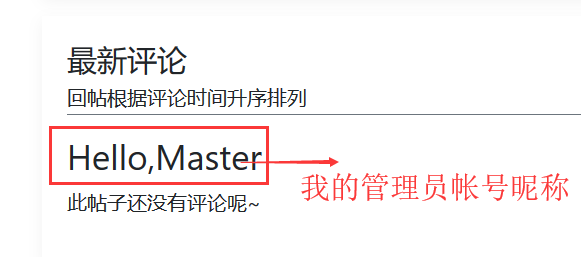 最新评论
回帖根据评论时间升序排列
Hello,Master
我的管理员帐号昵称
此帖子还没有评论呢~